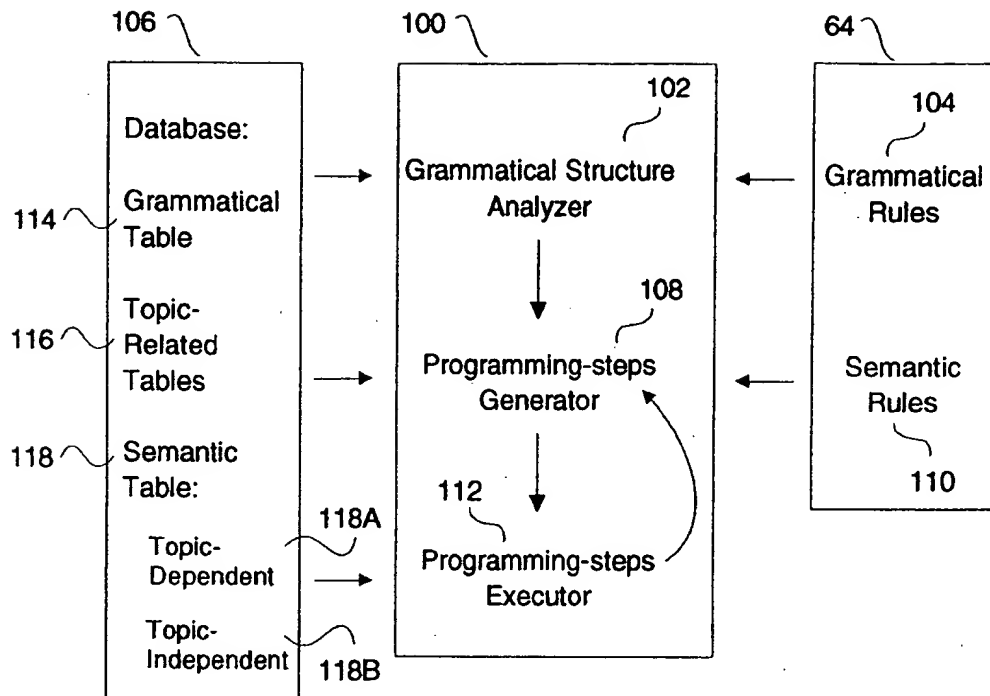 106
100
64
Database:
114
Grammatical
Table
116
Topic-
Related
Tables
118
Semantic
Table:
118A
Topic-
Dependent
Topic-
Independent
118B
102
Grammatical Structure
Analyzer
108
Programming-steps
Generator
112
Programming-steps
Executor
104
Grammatical
Rules
Semantic
Rules
110